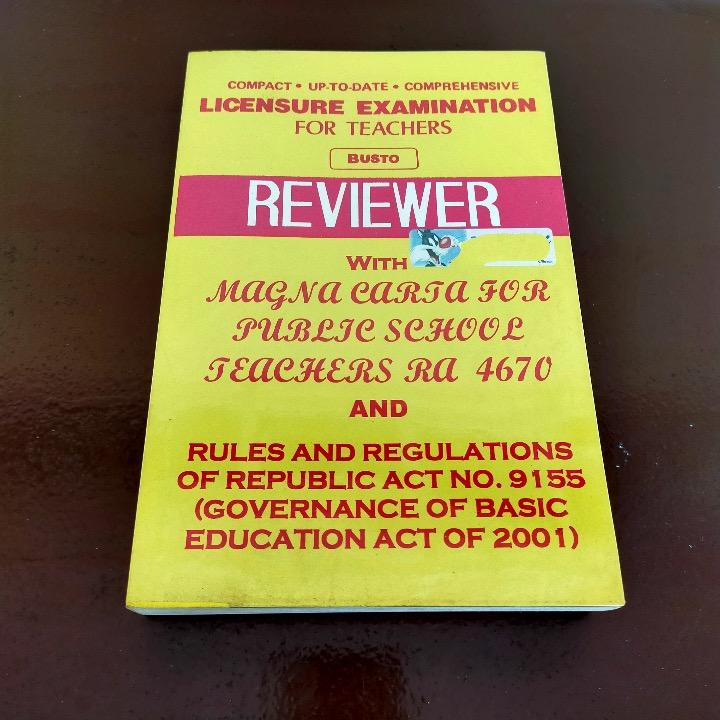 COMPACT • UP-TO-DATE • COMPREHENSIVE
LICENSURE EXAMINATION
FOR TEACHERS
BUSTO
REVIEWER
WITH
MAGNA CARTA FOR
PUBLIC SCHOOL
TEACHERS RA 4670
AND
RULES AND REGULATIONS
OF REPUBLIC ACT NO. 9155
(GOVERNANCE OF BASIC
EDUCATION ACT OF 2001)